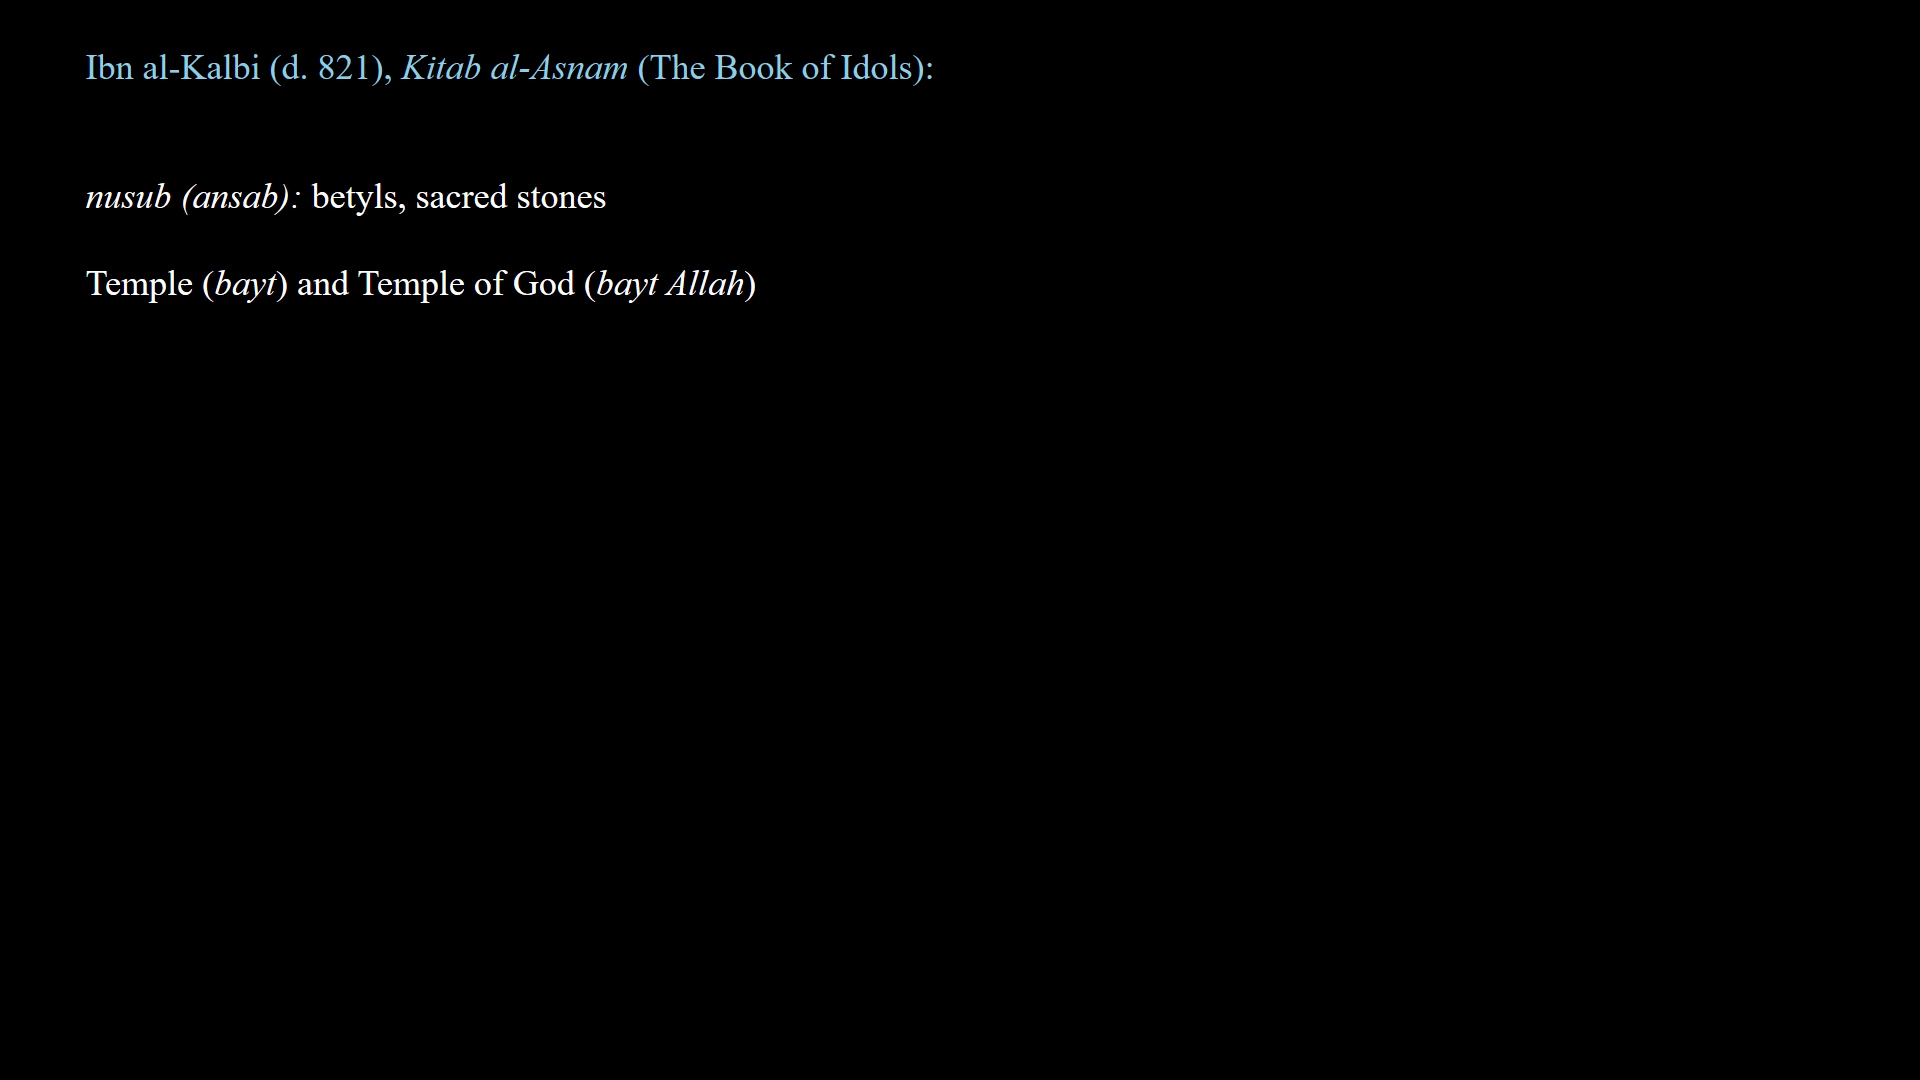 Ibn al-Kalbi (d. 821), Kitab al-Asnam (The Book of Idols):
nusub (ansab): betyls, sacred stones
Temple (bayt) and Temple of God (bayt Allah)